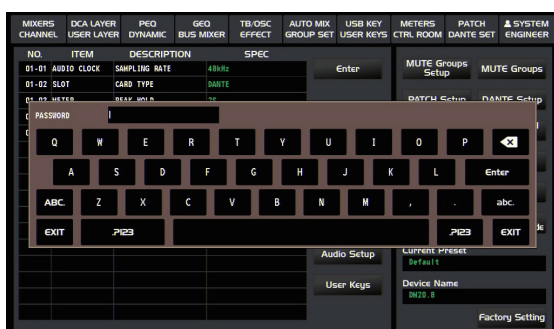 MIXERS DCA LAYER PEQ GEQ TB/OSC AUTO MIX USB KEY METERS PATCH SYSTEM
CHANNEL USER LAYER DYNAMIC BUS MIXER EFFECT GROUP SET USER KEYS CTRL ROOM DANTE SET ENGINEER
NO. ITEM DESCRIPTION SPEC
01-01 AUDIO CLOCK SAMPLING RATE 48kHz
01-02 SLOT CARD TYPE DANTE
01-03 METER PEAK HOLD
Enter
MUTE Groups
Setup
MUTE Groups
PATCH Setup DANTE Setup
PASSWORD
Q W E R T Y U I O P
A S D F G H J K L Enter
ABC. Z X C V B N M , . abc.
EXIT .?123 .?123 EXIT
Audio Setup
User Keys
Current Preset
Default
Device Name
DM20.8
Factory Setting